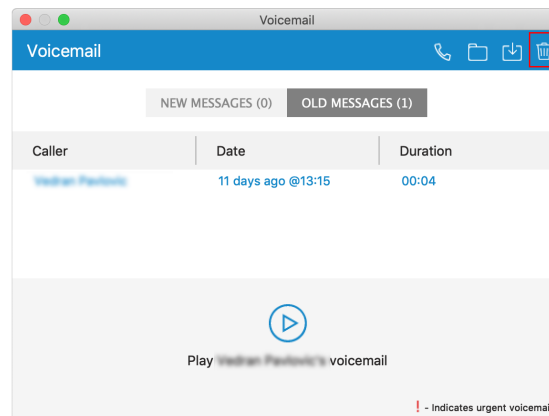 Voicemail
Voicemail
NEW MESSAGES (0) OLD MESSAGES (1)
Caller Date Duration
11 days ago @13:15 00:04
Play voicemail
! - Indicates urgent voicemai